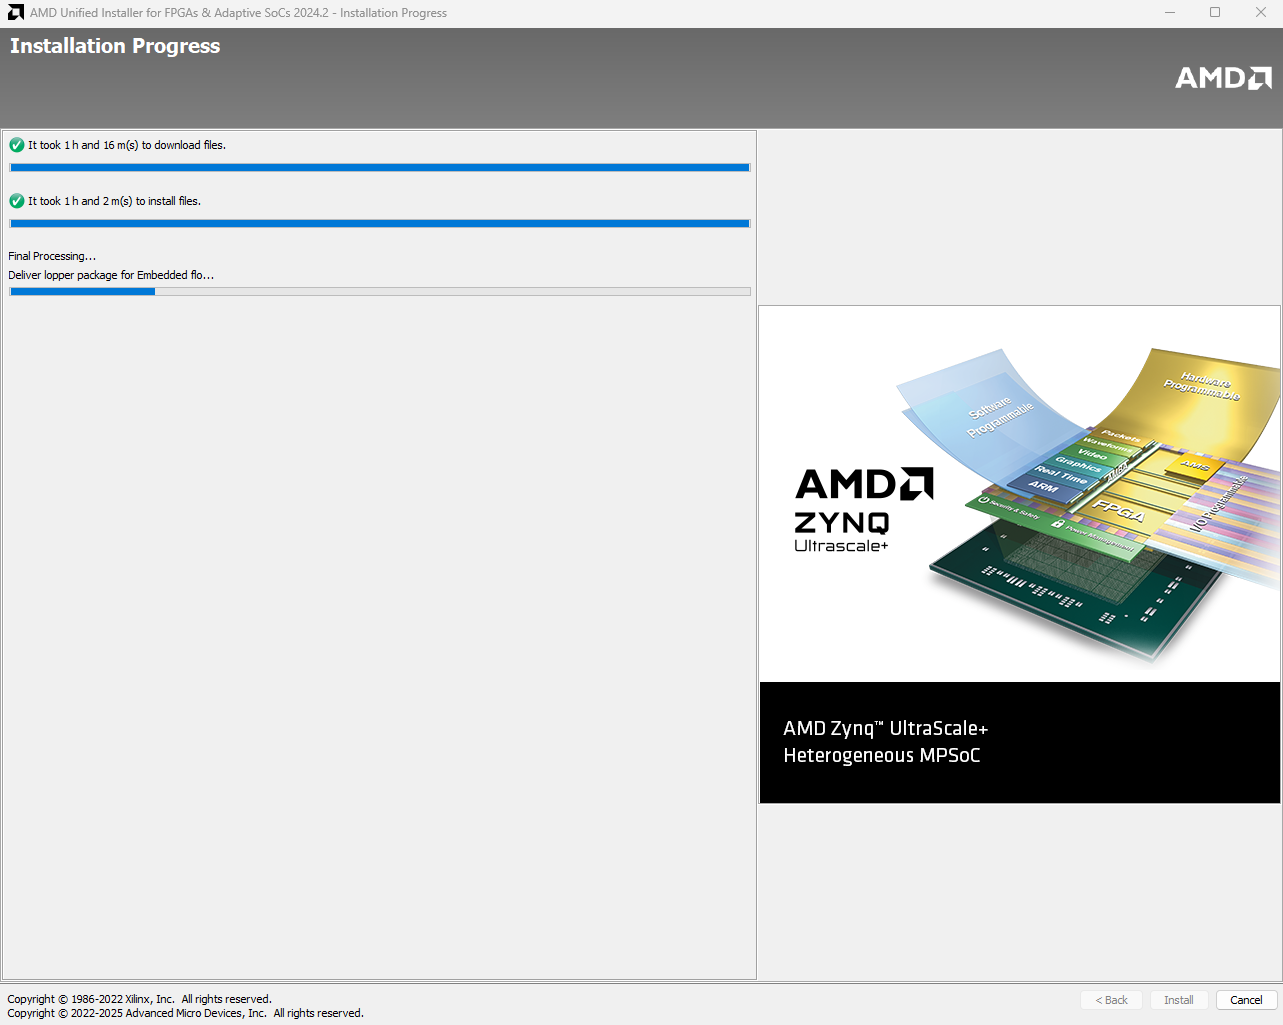 AMD Unified Installer for FPGAs & Adaptive SoCs 2024.2 - Installation Progress
Installation Progress
AMD
It took 1 h and 16 m(s) to download files.
It took 1 h and 2 m(s) to install files.
Final Processing...
Deliver lopper package for Embedded flo...
Software
Programmable
Hardware
Programmable
Packets
Waveforms
Video
Graphics
Real Time
ARM
AMS
FPGA
I/O Programmable
Security & Safety
Power Management
AMD
ZYNQ
Ultrascale+
AMD Zynq™ UltraScale+
Heterogeneous MPSoC
Copyright © 1986-2022 Xilinx, Inc. All rights reserved.
Copyright © 2022-2025 Advanced Micro Devices, Inc. All rights reserved.
< Back
Install
Cancel